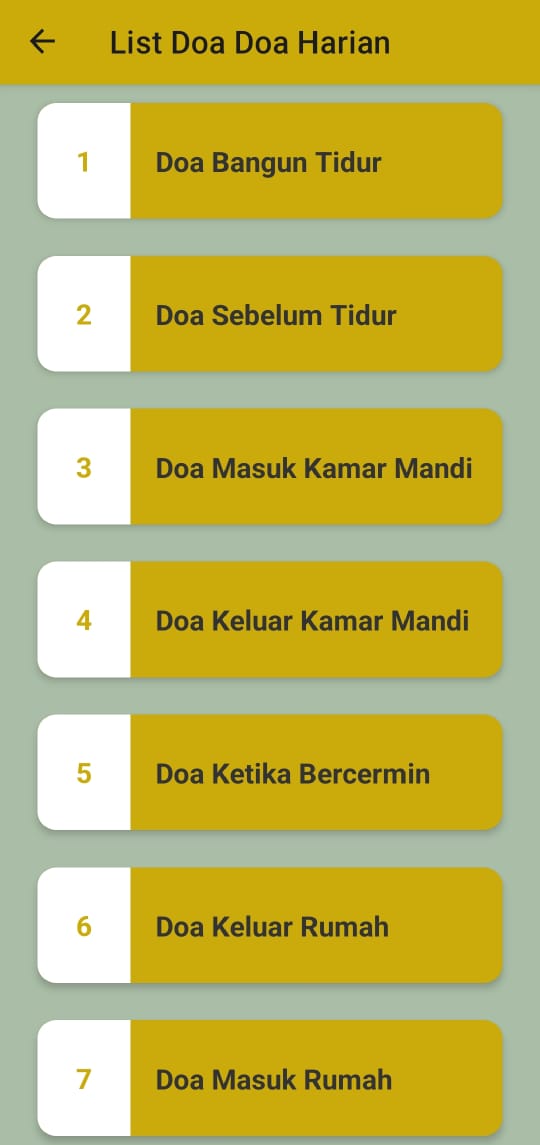 List Doa Doa Harian
1 Doa Bangun Tidur
2 Doa Sebelum Tidur
3 Doa Masuk Kamar Mandi
4 Doa Keluar Kamar Mandi
5 Doa Ketika Bercermin
6 Doa Keluar Rumah
7 Doa Masuk Rumah